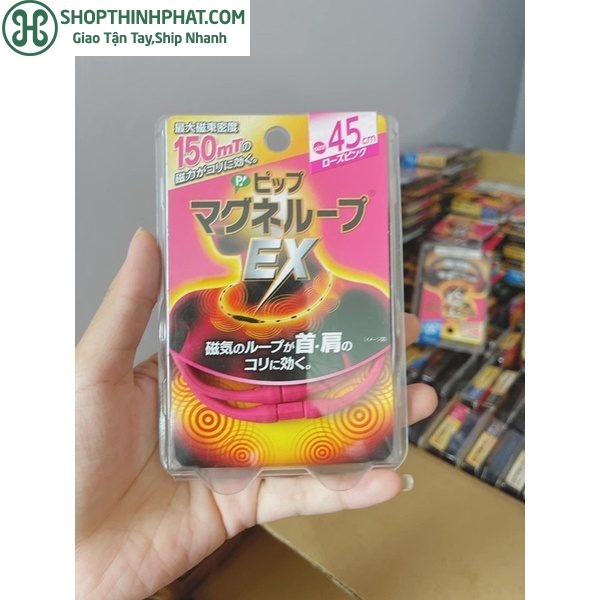 SHOPTHINHPHAT.COM
Giao Tận Tay,Ship Nhanh
最大磁束密度
150mTの
磁力がコリに効く。
45cm
ローズピンク
P!ピップ
マグネループ®
EX
磁気のループが首・肩の
コリに効く。